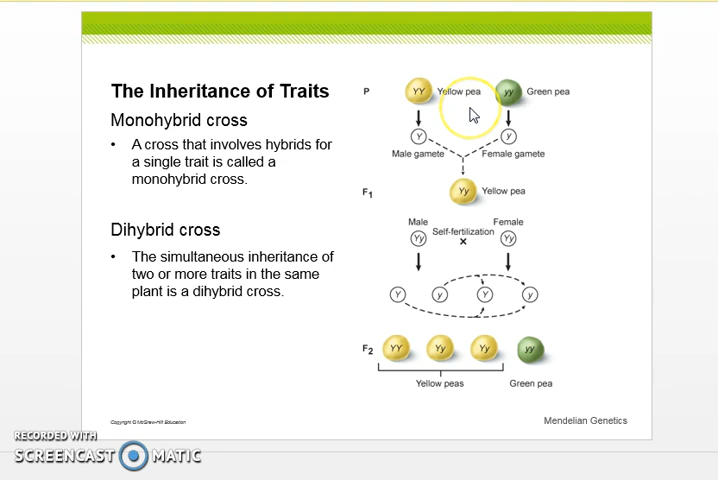 The Inheritance of Traits
Monohybrid cross
• A cross that involves hybrids for
a single trait is called a
monohybrid cross.
Dihybrid cross
• The simultaneous inheritance of
two or more traits in the same
plant is a dihybrid cross.
P YY Yellow pea yy Green pea
Y y
Male gamete Female gamete
F1 Yy Yellow pea
Male Female
Yy Self-fertilization Yy
×
Y y Y y
F2 YY Yy Yy yy
Yellow peas Green pea
Copyright © McGraw-Hill Education
Mendelian Genetics
RECORDED WITH
SCREENCAST MATIC